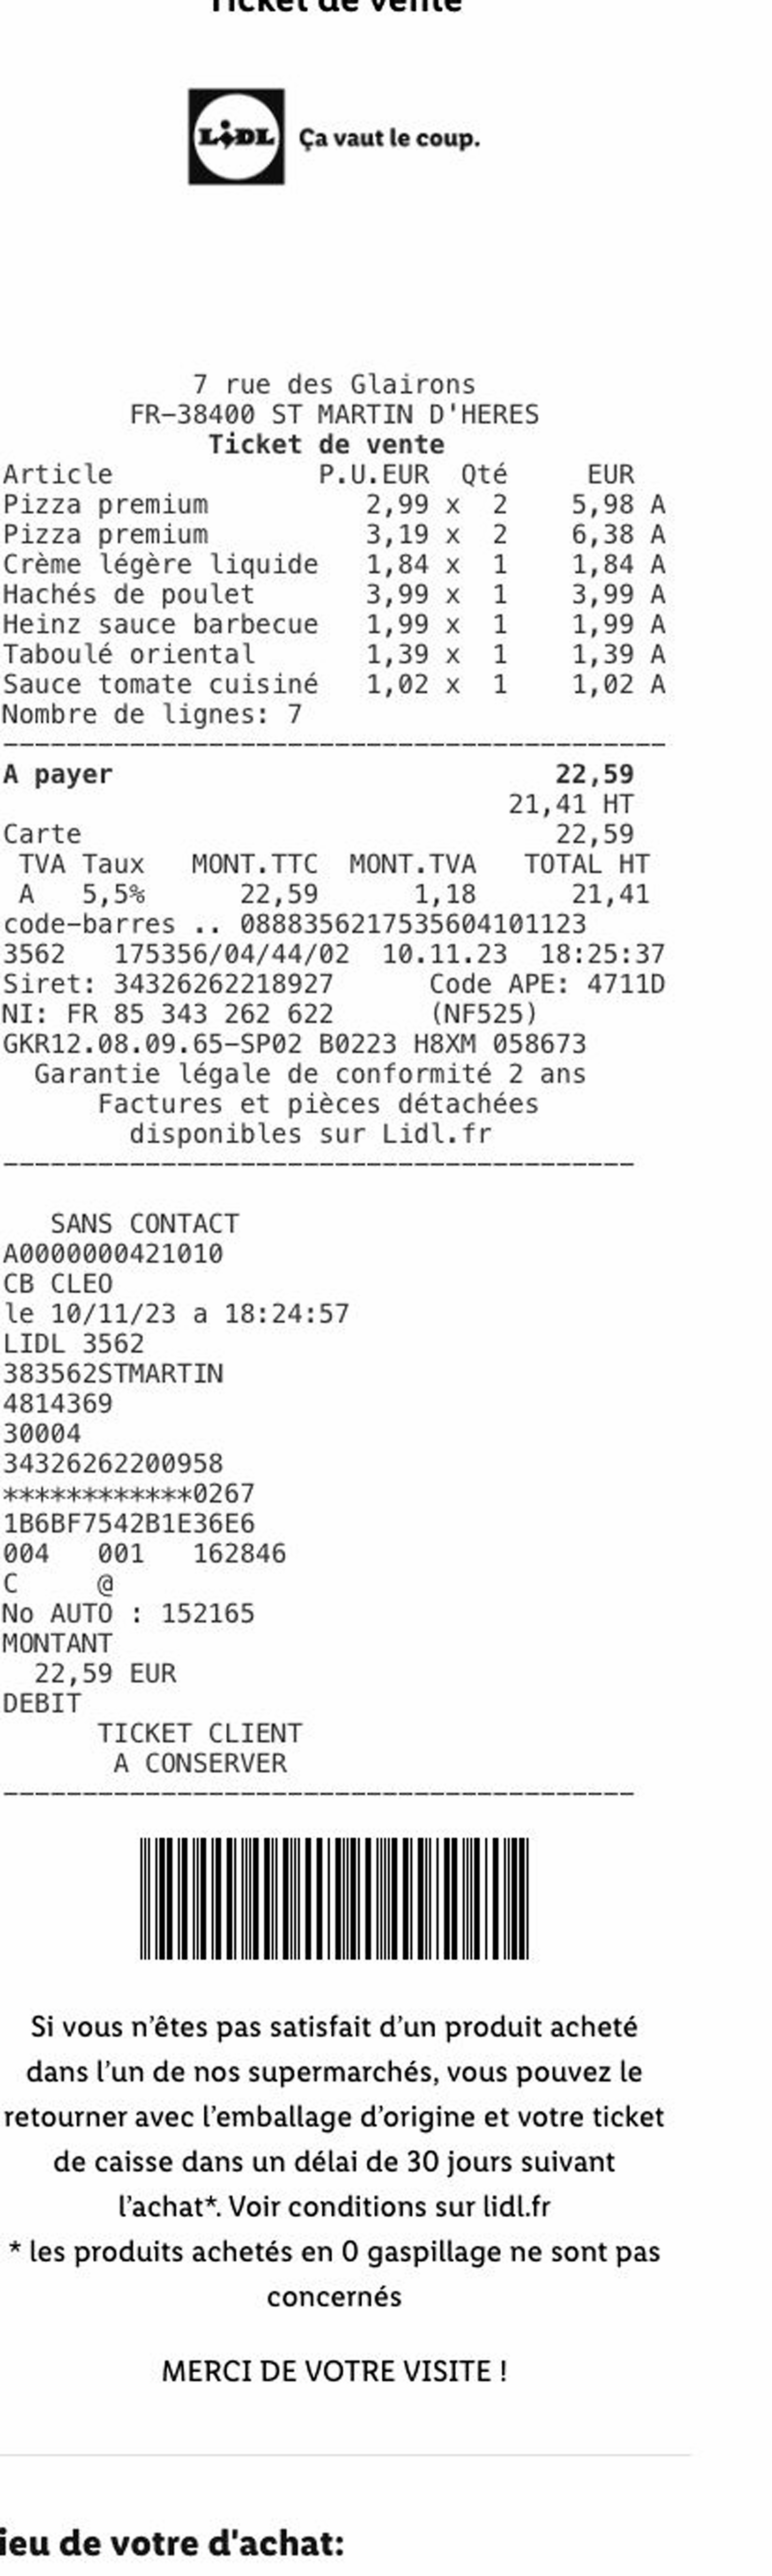 Ticket de vente
LIDL Ça vaut le coup.
7 rue des Glairons
FR-38400 ST MARTIN D'HERES
Ticket de vente
Article P.U.EUR Qté EUR
Pizza premium 2,99 x 2 5,98 A
Pizza premium 3,19 x 2 6,38 A
Crème légère liquide 1,84 x 1 1,84 A
Hachés de poulet 3,99 x 1 3,99 A
Heinz sauce barbecue 1,99 x 1 1,99 A
Taboulé oriental 1,39 x 1 1,39 A
Sauce tomate cuisiné 1,02 x 1 1,02 A
Nombre de lignes: 7
A payer 22,59
21,41 HT
Carte 22,59
TVA Taux MONT.TTC MONT.TVA TOTAL HT
A 5,5% 22,59 1,18 21,41
code-barres .. 0888356217535604101123
3562 175356/04/44/02 10.11.23 18:25:37
Siret: 34326262218927 Code APE: 4711D
NI: FR 85 343 262 622 (NF525)
GKR12.08.09.65-SP02 B0223 H8XM 058673
Garantie légale de conformité 2 ans
Factures et pièces détachées
disponibles sur Lidl.fr
SANS CONTACT
A0000000421010
CB CLEO
le 10/11/23 a 18:24:57
LIDL 3562
383562STMARTIN
4814369
30004
34326262200958
************0267
1B6BF7542B1E36E6
004 001 162846
C @
No AUTO : 152165
MONTANT
22,59 EUR
DEBIT
TICKET CLIENT
A CONSERVER
Si vous n'êtes pas satisfait d'un produit acheté
dans l'un de nos supermarchés, vous pouvez le
retourner avec l'emballage d'origine et votre ticket
de caisse dans un délai de 30 jours suivant
l'achat*. Voir conditions sur lidl.fr
* les produits achetés en 0 gaspillage ne sont pas
concernés
MERCI DE VOTRE VISITE !
ieu de votre d'achat: